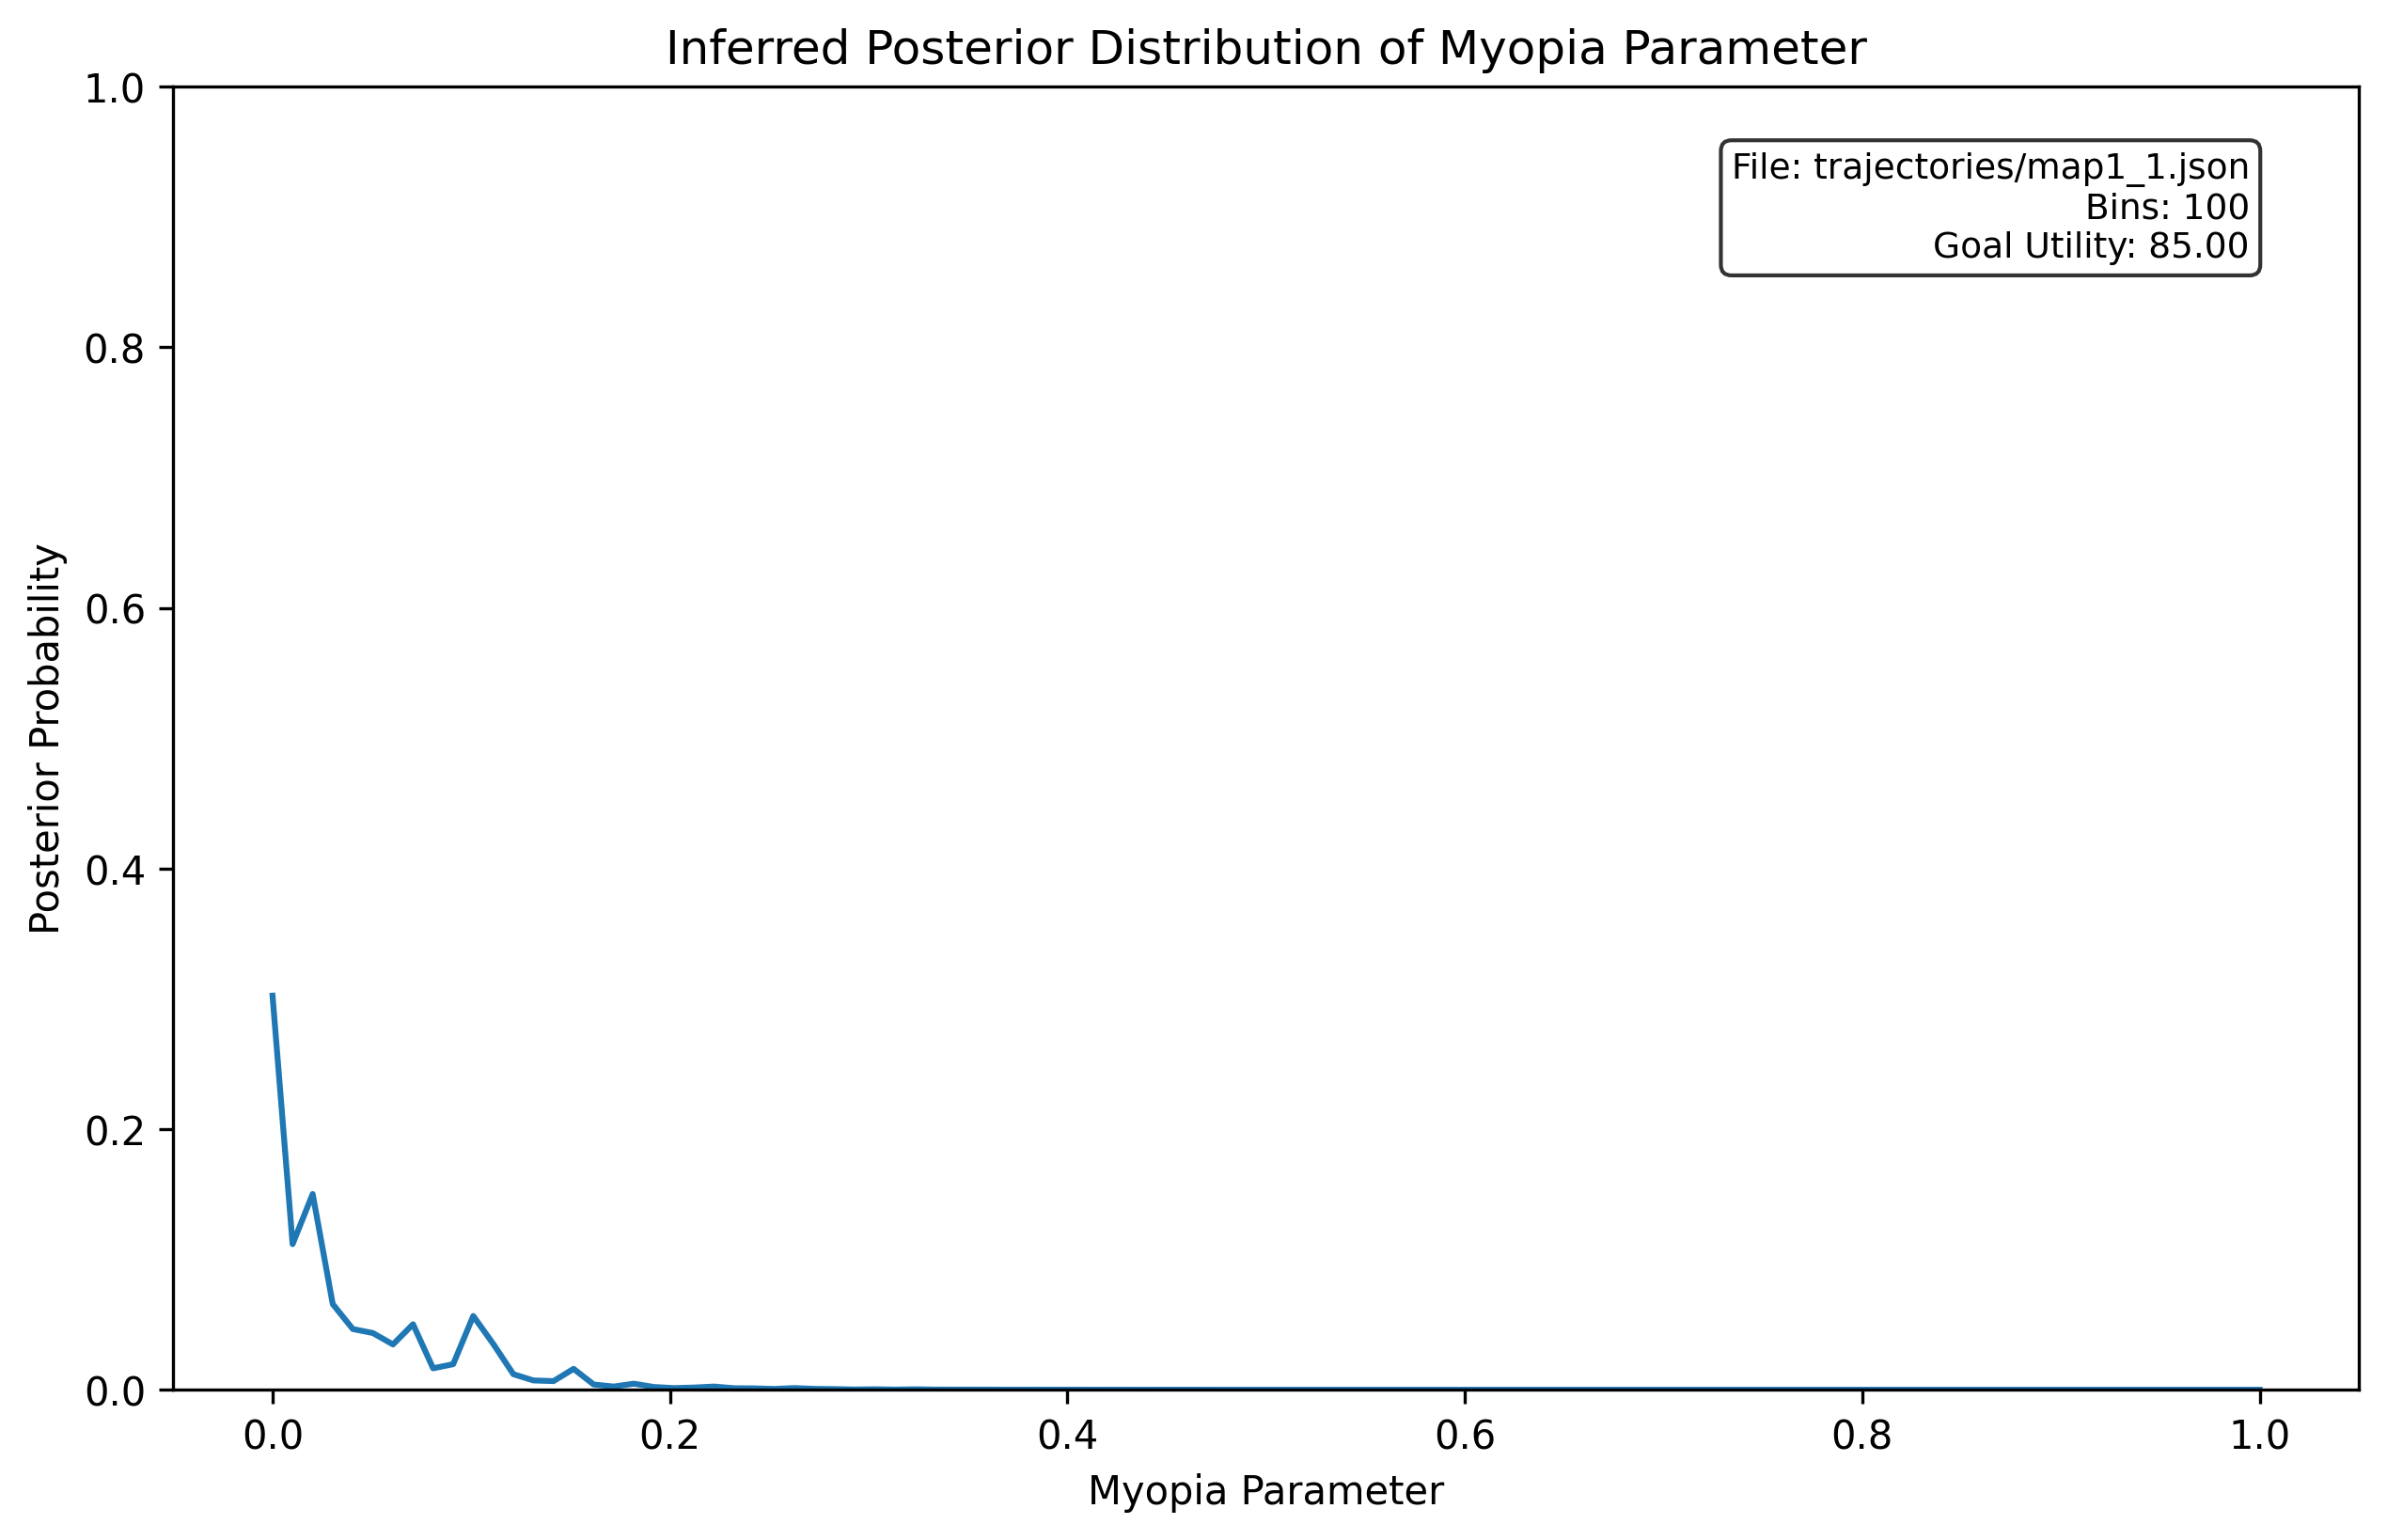 Inferred Posterior Distribution of Myopia Parameter
File: trajectories/map1_1.json
Bins: 100
Goal Utility: 85.00
Posterior Probability
1.0
0.8
0.6
0.4
0.2
0.0
0.0 0.2 0.4 0.6 0.8 1.0
Myopia Parameter